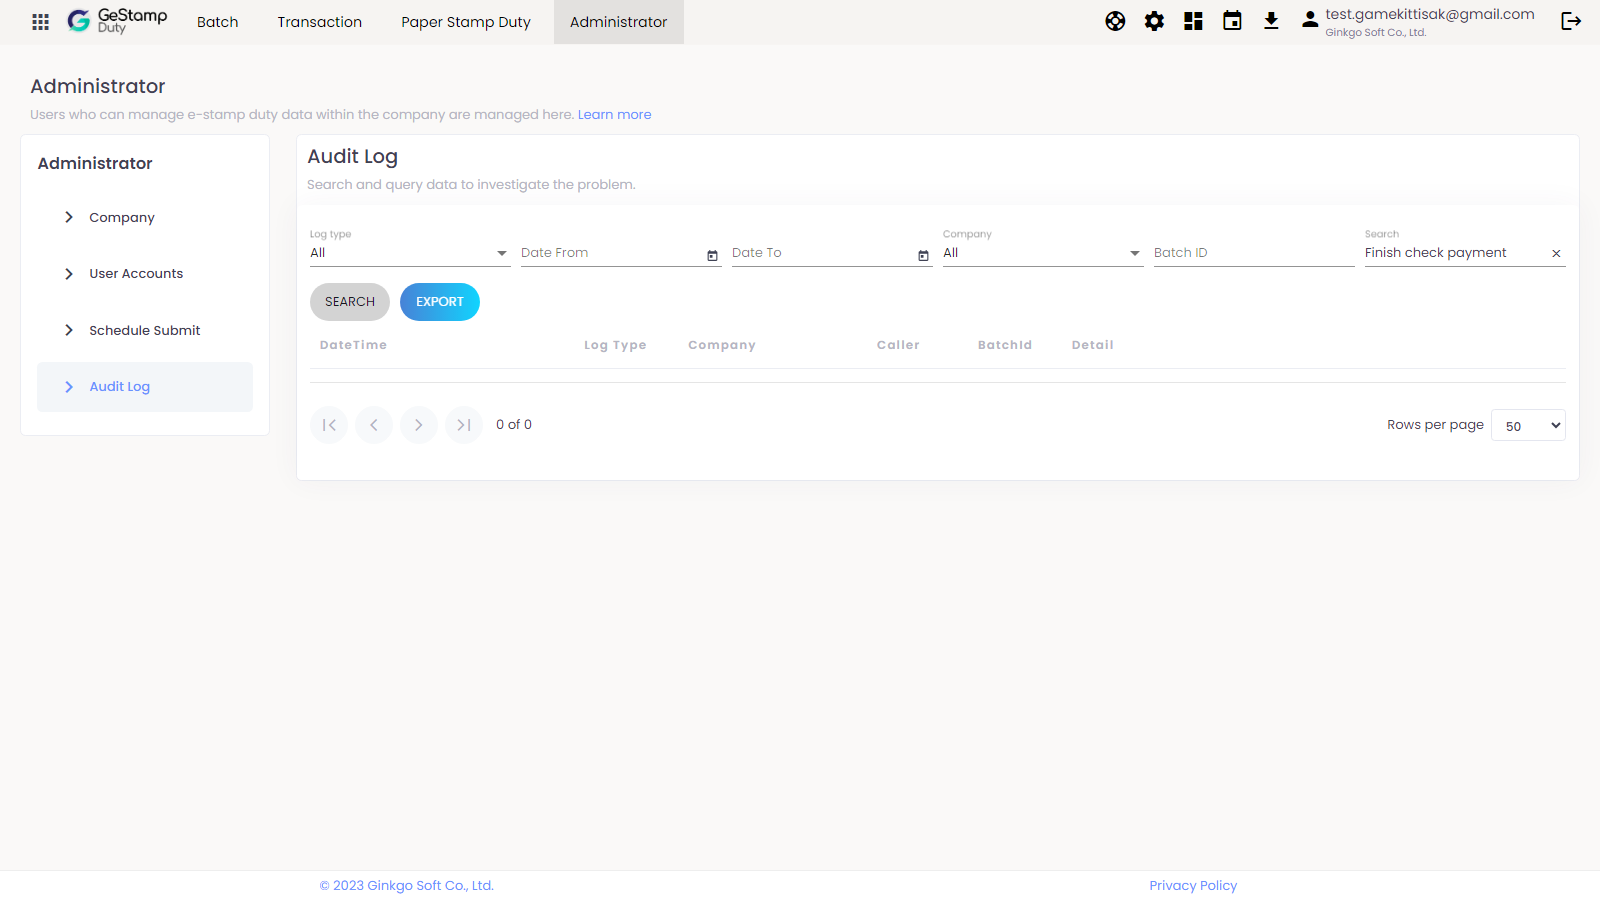 GeStamp
Duty
Batch
Transaction
Paper Stamp Duty
Administrator
test.gamekittisak@gmail.com
Ginkgo Soft Co., Ltd.
Administrator
Users who can manage e-stamp duty data within the company are managed here. Learn more
Administrator
Company
User Accounts
Schedule Submit
Audit Log
Audit Log
Search and query data to investigate the problem.
Log type
All
Date From
Date To
Company
All
Batch ID
Search
Finish check payment
SEARCH
EXPORT
DateTime
Log Type
Company
Caller
BatchId
Detail
0 of 0
Rows per page
50
© 2023 Ginkgo Soft Co., Ltd.
Privacy Policy